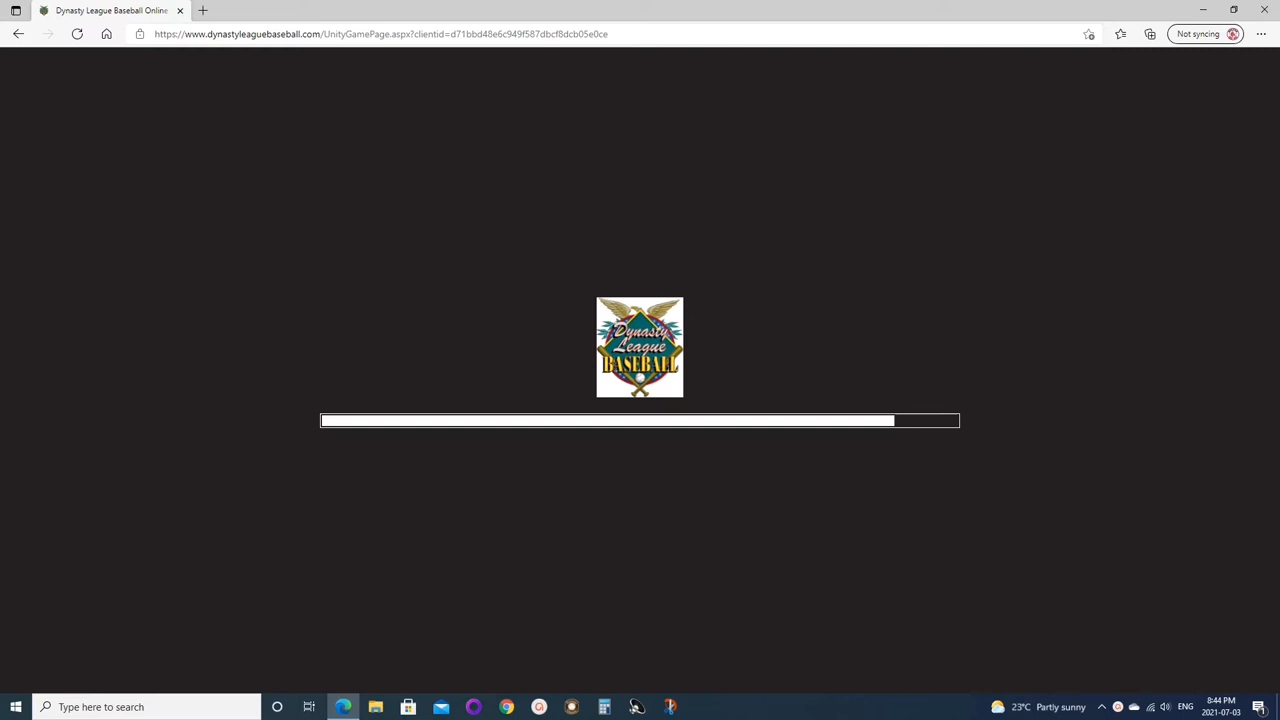 Dynasty League Baseball Online
https://www.dynastyleaguebaseball.com/UnityGamePage.aspx?clientid=d71bbd48e6c949f587dbcf8dcb05e0ce
Not syncing
Dynasty
League
BASEBALL
Type here to search
23°C Partly sunny
ENG
8:44 PM
2021-07-03